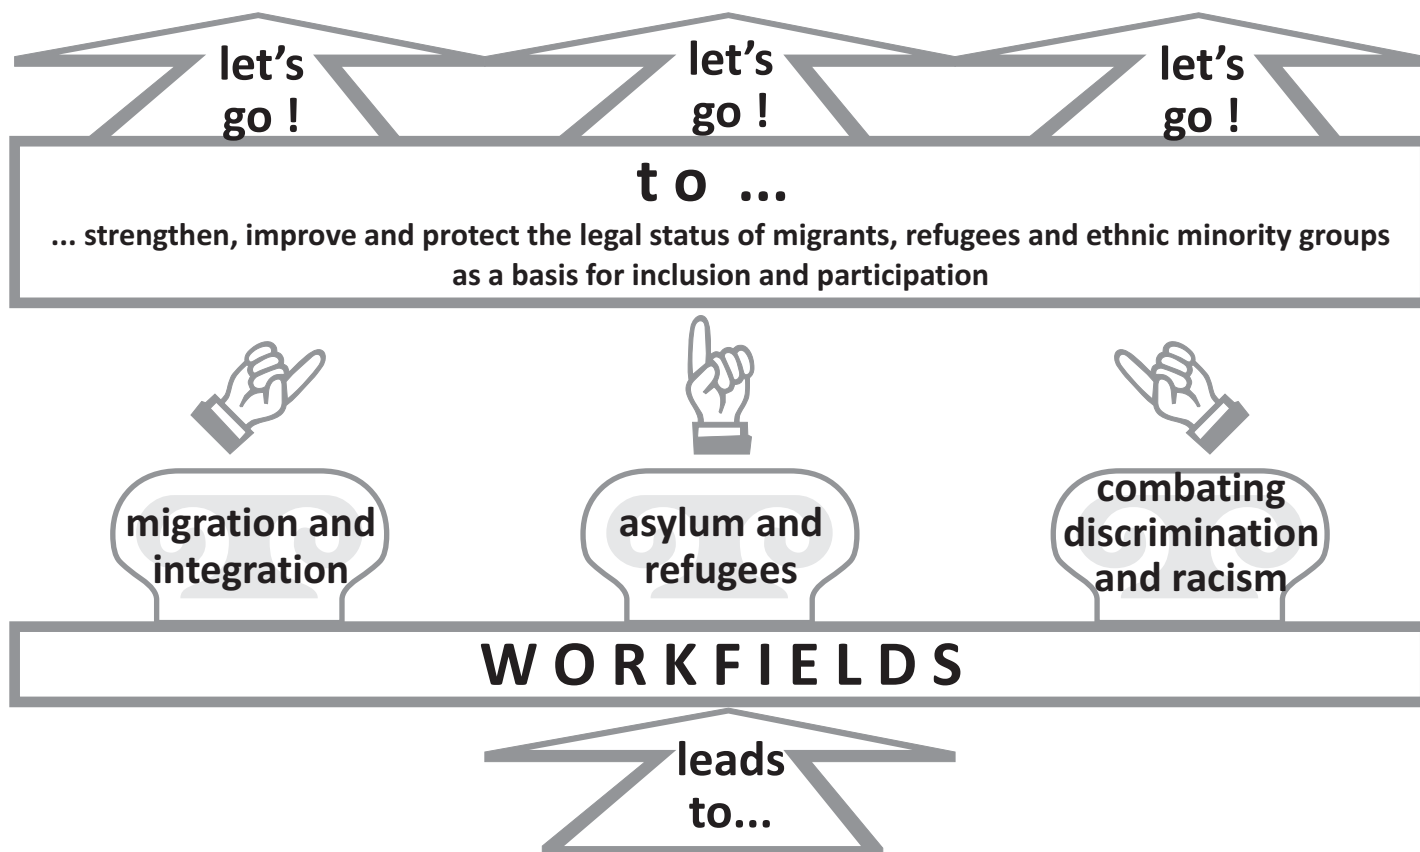 let's
go !
let's
go !
let's
go !
t o ...
... strengthen, improve and protect the legal status of migrants, refugees and ethnic minority groups
as a basis for inclusion and participation
migration and
integration
asylum and
refugees
combating
discrimination
and racism
W O R K F I E L D S
leads
to...